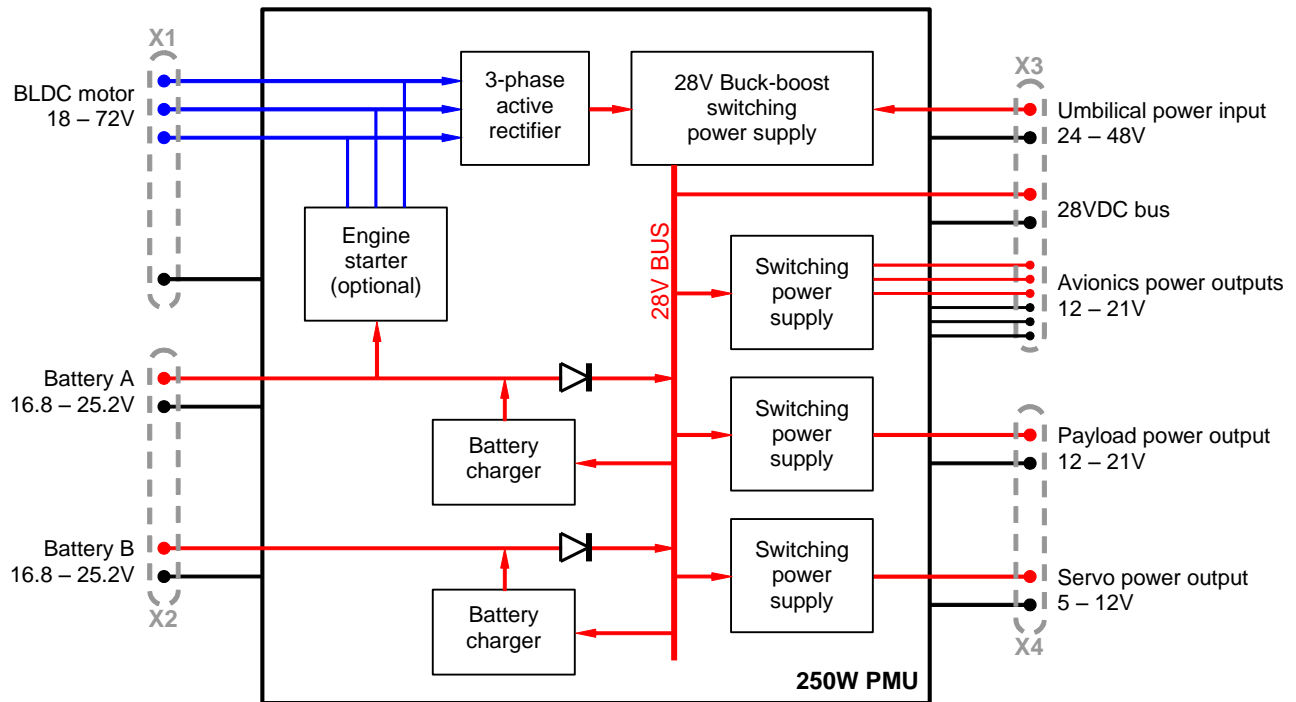 X1
BLDC motor
18 – 72V
3-phase
active
rectifier
28V Buck-boost
switching
power supply
X3
Umbilical power input
24 – 48V
28VDC bus
Engine
starter
(optional)
28V BUS
Switching
power
supply
Avionics power outputs
12 – 21V
Battery A
16.8 – 25.2V
Battery
charger
Switching
power
supply
Payload power output
12 – 21V
Battery B
16.8 – 25.2V
X2
Battery
charger
Switching
power
supply
Servo power output
5 – 12V
X4
250W PMU